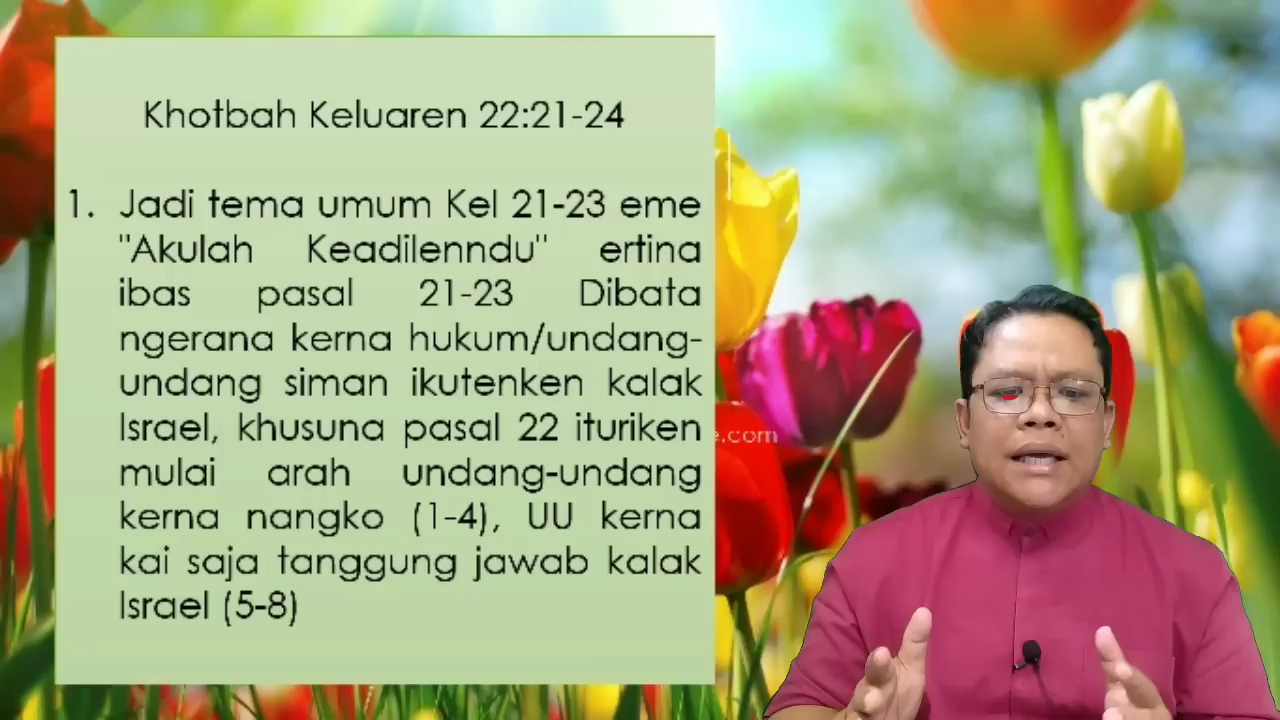 Khotbah Keluaren 22:21-24
1. Jadi tema umum Kel 21-23 eme
"Akulah Keadilenndu" ertina
ibas pasal 21-23 Dibata
ngerana kerna hukum/undang-
undang siman ikutenken kalak
Israel, khusuna pasal 22 ituriken
mulai arah undang-undang
kerna nangko (1-4), UU kerna
kai saja tanggung jawab kalak
Israel (5-8)
e.com